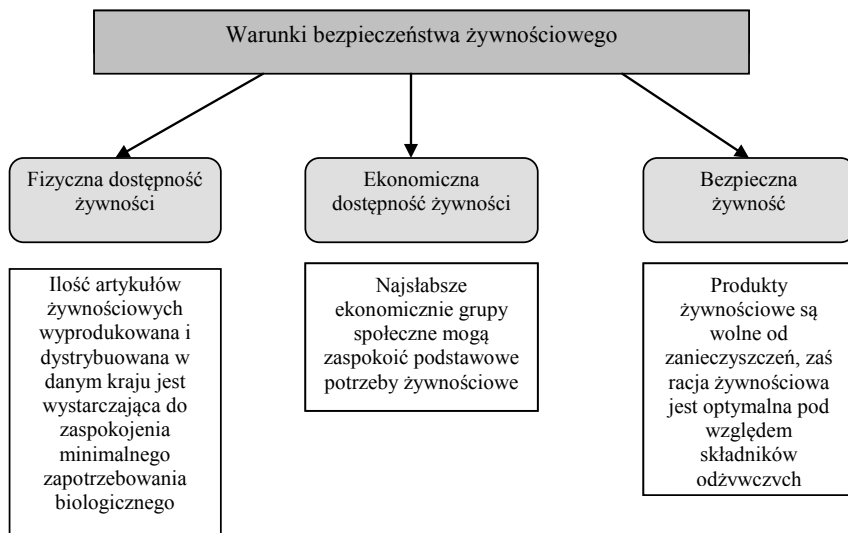 Warunki bezpieczeństwa żywnościowego
Fizyczna dostępność
żywności
Ekonomiczna
dostępność żywności
Bezpieczna
żywność
Ilość artykułów
żywnościowych
wyprodukowana i
dystrybuowana w
danym kraju jest
wystarczająca do
zaspokojenia
minimalnego
zapotrzebowania
biologicznego
Najsłabsze
ekonomicznie grupy
społeczne mogą
zaspokoić podstawowe
potrzeby żywnościowe
Produkty
żywnościowe są
wolne od
zanieczyszczeń, zaś
racja żywnościowa
jest optymalna pod
względem
składników
odżywczych